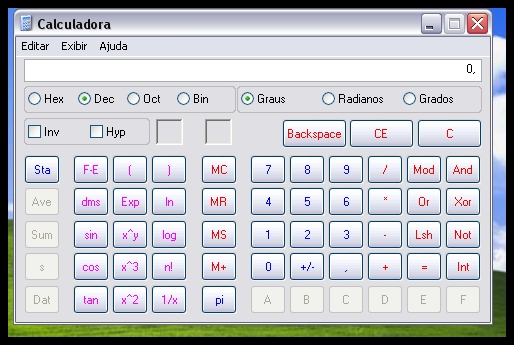 Calculadora
Editar Exibir Ajuda
0,
Hex Dec Oct Bin Graus Radianos Grados
Inv Hyp Backspace CE C
Sta F-E ( ) MC 7 8 9 / Mod And
Ave dms Exp ln MR 4 5 6 * Or Xor
Sum sin x^y log MS 1 2 3 - Lsh Not
s cos x^3 n! M+ 0 +/- , + = Int
Dat tan x^2 1/x pi A B C D E F